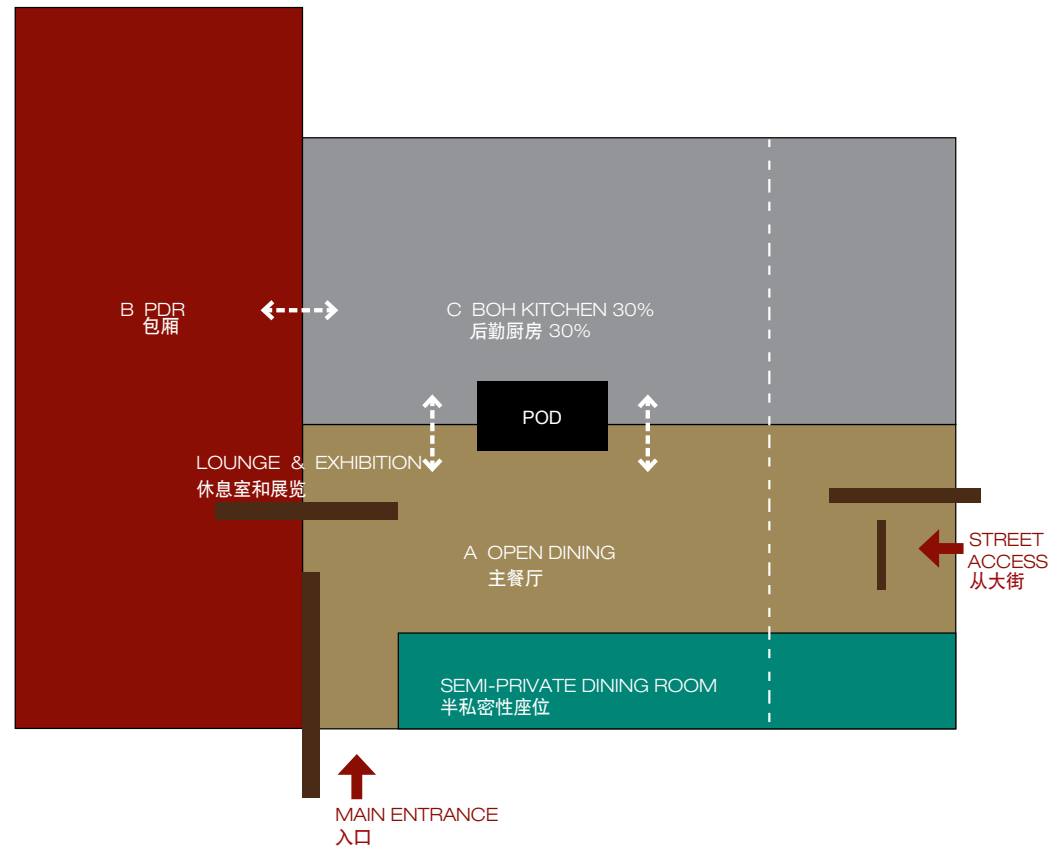 B PDR
包厢
C BOH KITCHEN 30%
后勤厨房 30%
POD
LOUNGE & EXHIBITION
休息室和展览
A OPEN DINING
主餐厅
STREET
ACCESS
从大街
SEMI-PRIVATE DINING ROOM
半私密性座位
MAIN ENTRANCE
入口